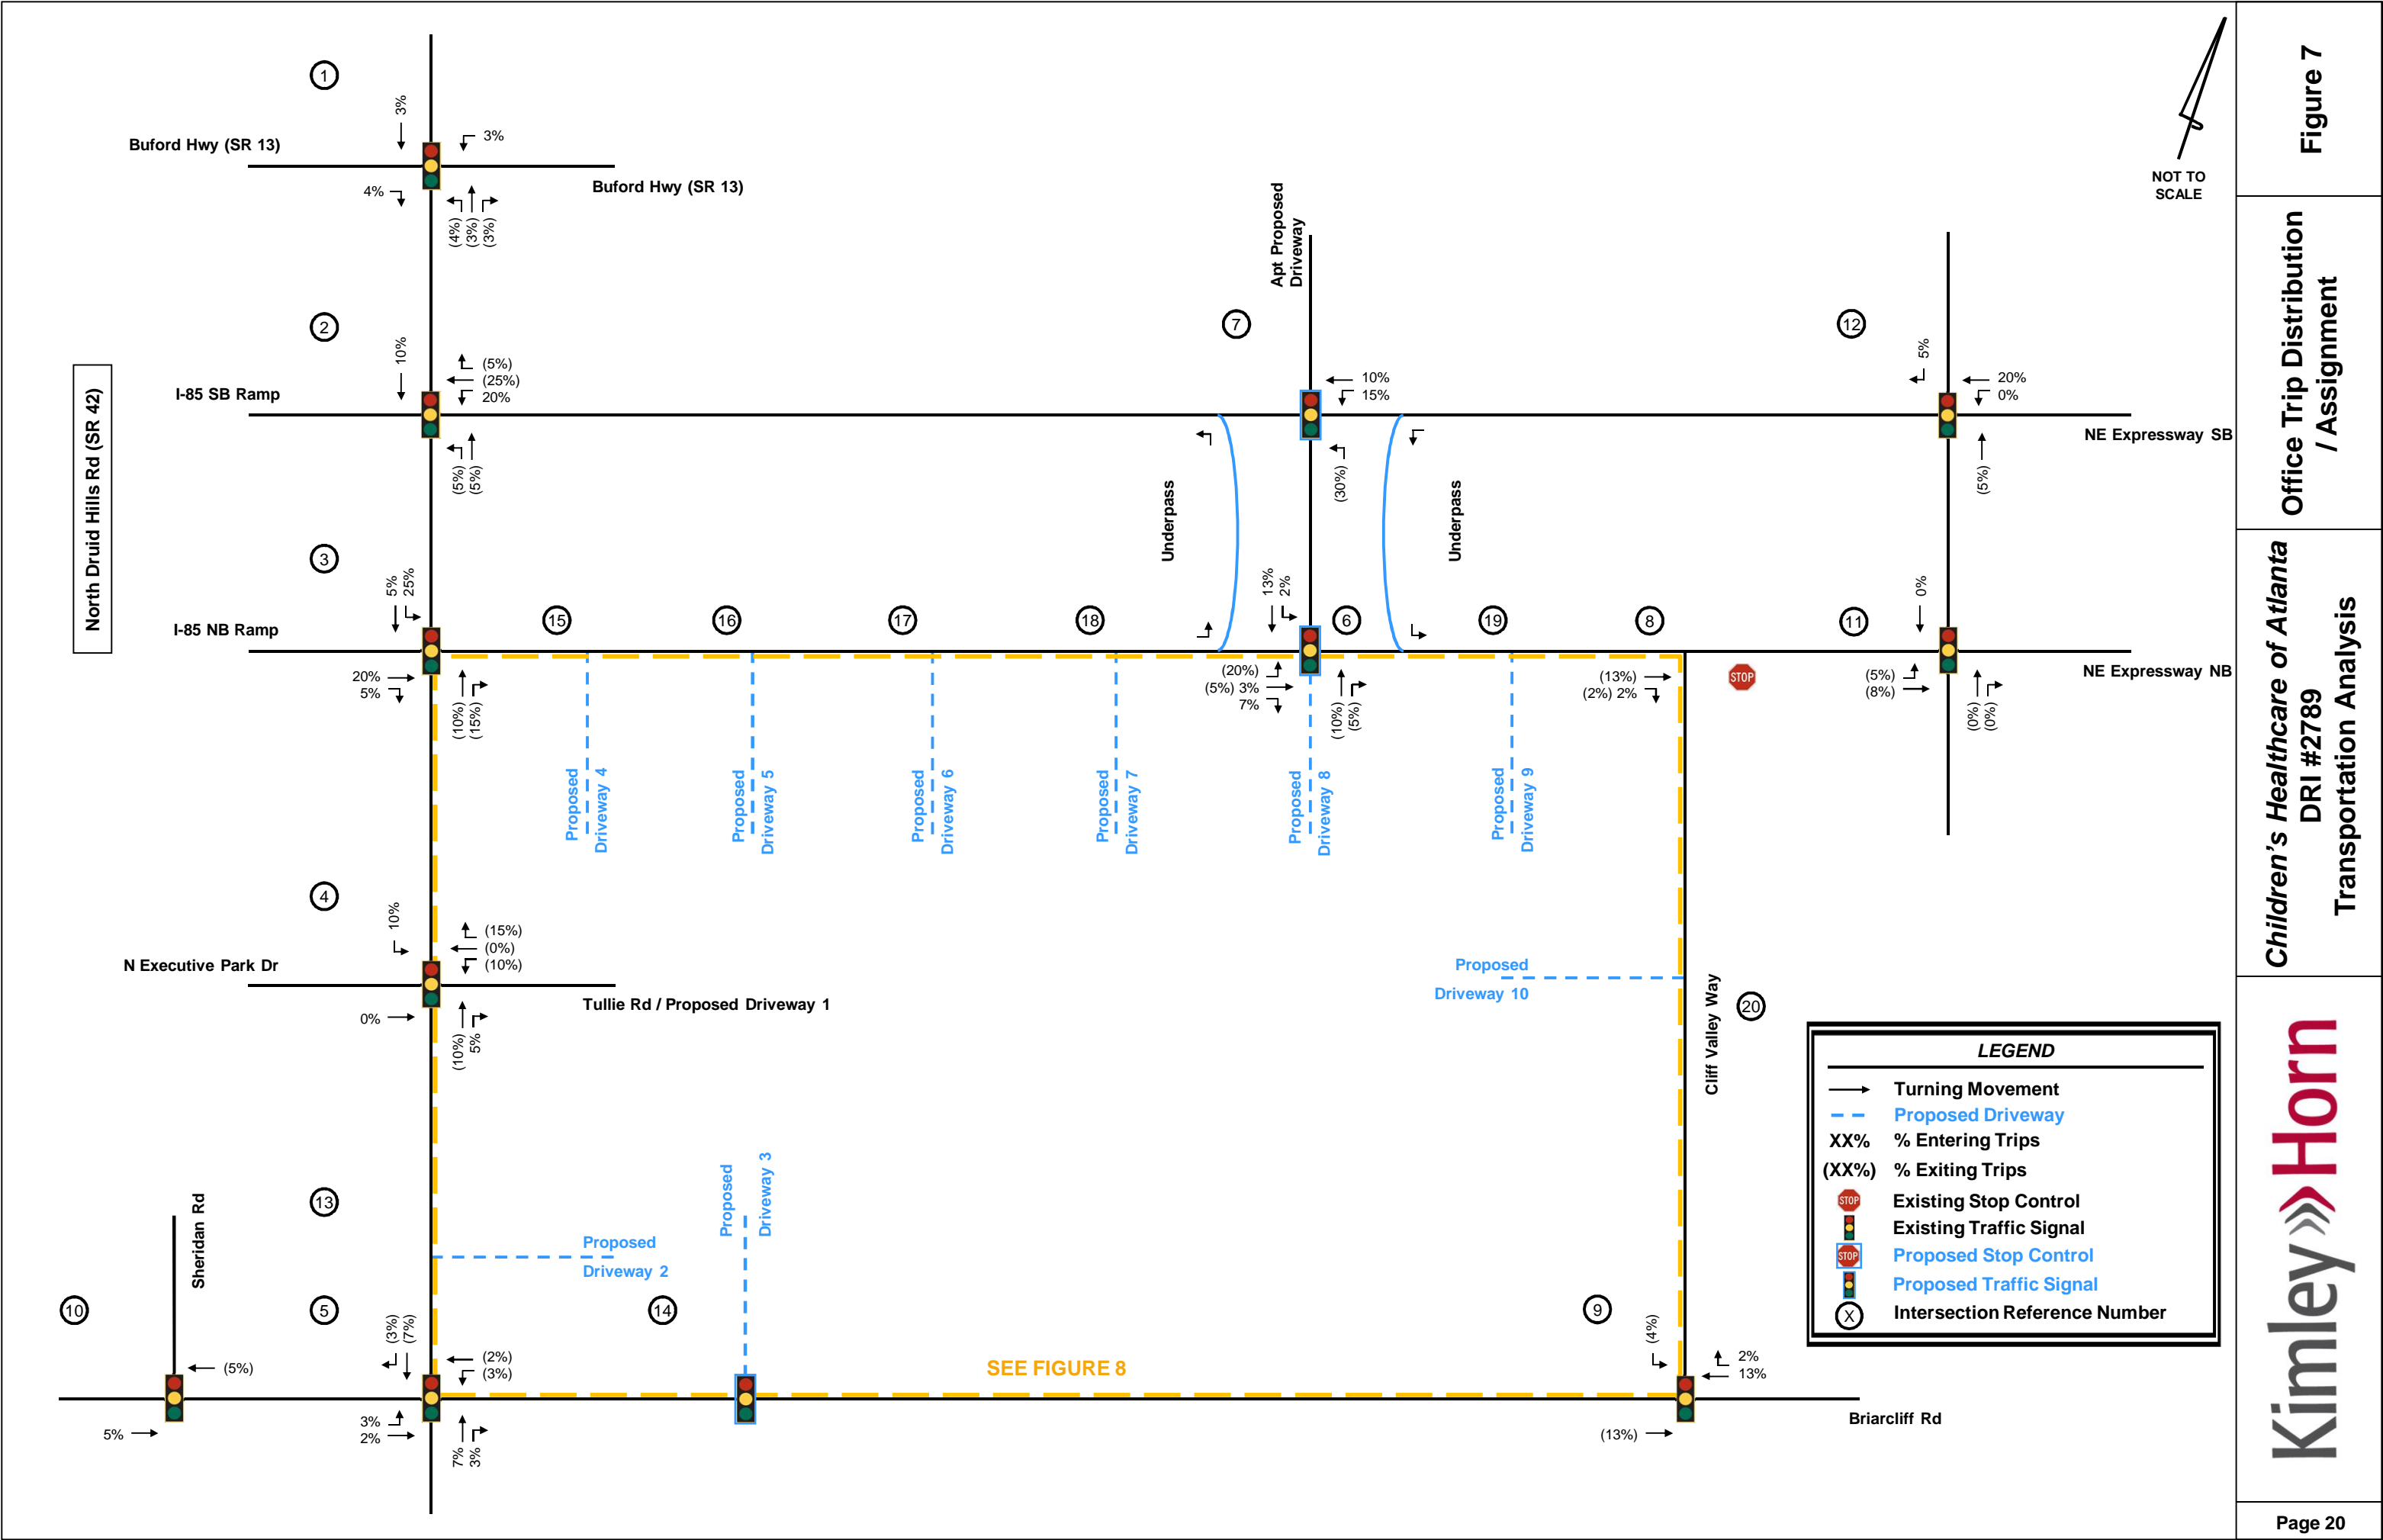 1
3%
3%
Buford Hwy (SR 13)
Buford Hwy (SR 13)
4%
(4%)
(3%)
(3%)
2
10%
(5%)
(25%)
20%
I-85 SB Ramp
(5%)
(5%)
North Druid Hills Rd (SR 42)
Apt Proposed
Driveway
7
10%
15%
(30%)
Underpass
Underpass
12
5%
20%
0%
NE Expressway SB
(5%)
NOT TO
SCALE
3
5%
25%
I-85 NB Ramp
20%
5%
(10%)
(15%)
15
16
17
18
13%
2%
6
19
8
11
(20%)
(5%) 3%
7%
(10%)
(5%)
(13%)
(2%) 2%
STOP
0%
(5%)
(8%)
(0%)
(0%)
NE Expressway NB
Proposed
Driveway 4
Proposed
Driveway 5
Proposed
Driveway 6
Proposed
Driveway 7
Proposed
Driveway 8
Proposed
Driveway 9
4
10%
(15%)
(0%)
(10%)
N Executive Park Dr
Tullie Rd / Proposed Driveway 1
0%
(10%)
5%
Proposed
Driveway 10
Cliff Valley Way
20
13
Sheridan Rd
Proposed
Driveway 2
Proposed
Driveway 3
10
5
14
9
(5%)
5%
(3%)
(7%)
(2%)
(3%)
3%
2%
7%
3%
SEE FIGURE 8
(4%)
2%
13%
(13%)
Briarcliff Rd
LEGEND
Turning Movement
Proposed Driveway
XX% % Entering Trips
(XX%) % Exiting Trips
STOP Existing Stop Control
Existing Traffic Signal
STOP Proposed Stop Control
Proposed Traffic Signal
X Intersection Reference Number
Figure 7
Office Trip Distribution
/ Assignment
Children's Healthcare of Atlanta
DRI #2789
Transportation Analysis
Kimley»Horn
Page 20